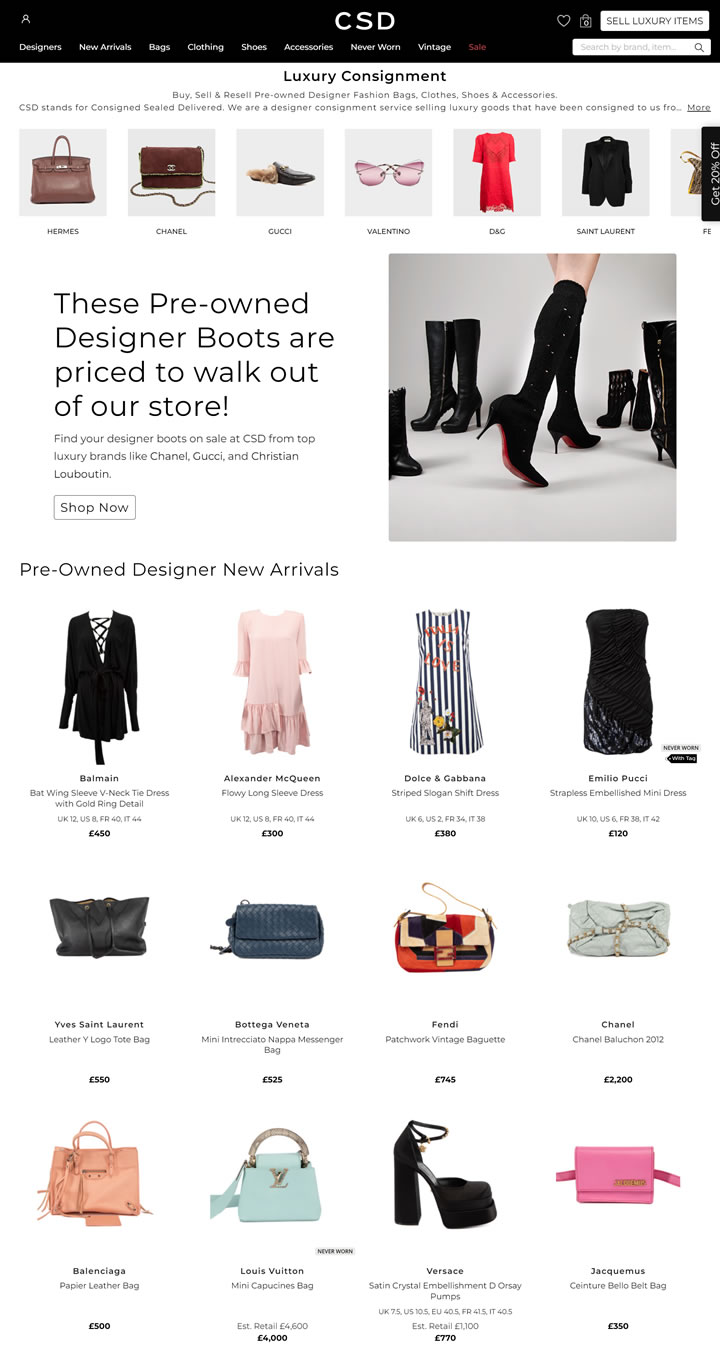 CSD
0
SELL LUXURY ITEMS
Designers New Arrivals Bags Clothing Shoes Accessories Never Worn Vintage Sale
Search by brand, item...
Luxury Consignment
Buy, Sell & Resell Pre-owned Designer Fashion Bags, Clothes, Shoes & Accessories.
CSD stands for Consigned Sealed Delivered. We are a designer consignment service selling luxury goods that have been consigned to us fro... More
Get 20% Off
HERMES CHANEL GUCCI VALENTINO D&G SAINT LAURENT FE
These Pre-owned
Designer Boots are
priced to walk out
of our store!
Find your designer boots on sale at CSD from top
luxury brands like Chanel, Gucci, and Christian
Louboutin.
Shop Now
Pre-Owned Designer New Arrivals
NEVER WORN
With Tag
Balmain
Bat Wing Sleeve V-Neck Tie Dress
with Gold Ring Detail
UK 12, US 8, FR 40, IT 44
£450
Alexander McQueen
Flowy Long Sleeve Dress
UK 12, US 8, FR 40, IT 44
£300
Dolce & Gabbana
Striped Slogan Shift Dress
UK 6, US 2, FR 34, IT 38
£380
Emilio Pucci
Strapless Embellished Mini Dress
UK 10, US 6, FR 38, IT 42
£120
Yves Saint Laurent
Leather Y Logo Tote Bag
£550
Bottega Veneta
Mini Intrecciato Nappa Messenger
Bag
£525
Fendi
Patchwork Vintage Baguette
£745
Chanel
Chanel Baluchon 2012
£2,200
Balenciaga
Papier Leather Bag
£500
NEVER WORN
Louis Vuitton
Mini Capucines Bag
Est. Retail £4,600
£4,000
Versace
Satin Crystal Embellishment D Orsay
Pumps
UK 7.5, US 10.5, EU 40.5, FR 41.5, IT 40.5
Est. Retail £1,100
£770
Jacquemus
Ceinture Bello Belt Bag
£350